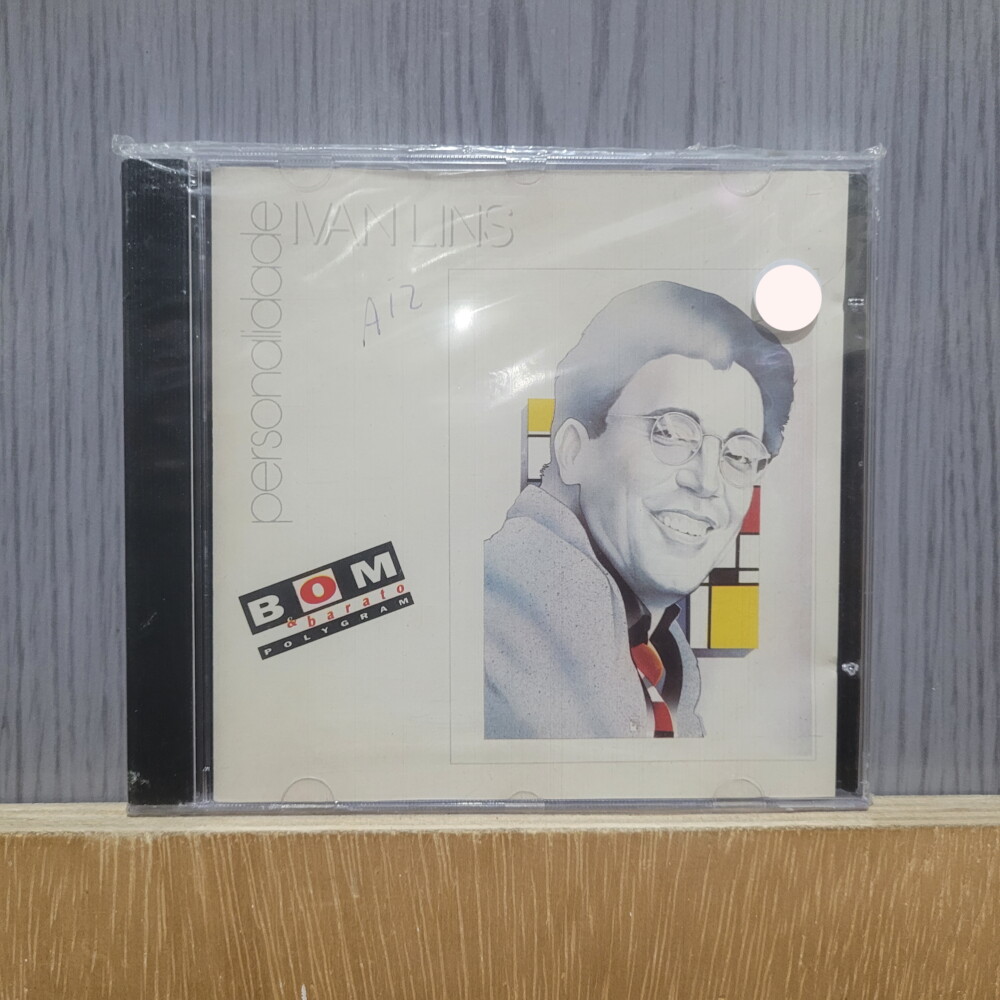 personalidade
IVAN LINS
A12
BOM
& barato
POLYGRAM